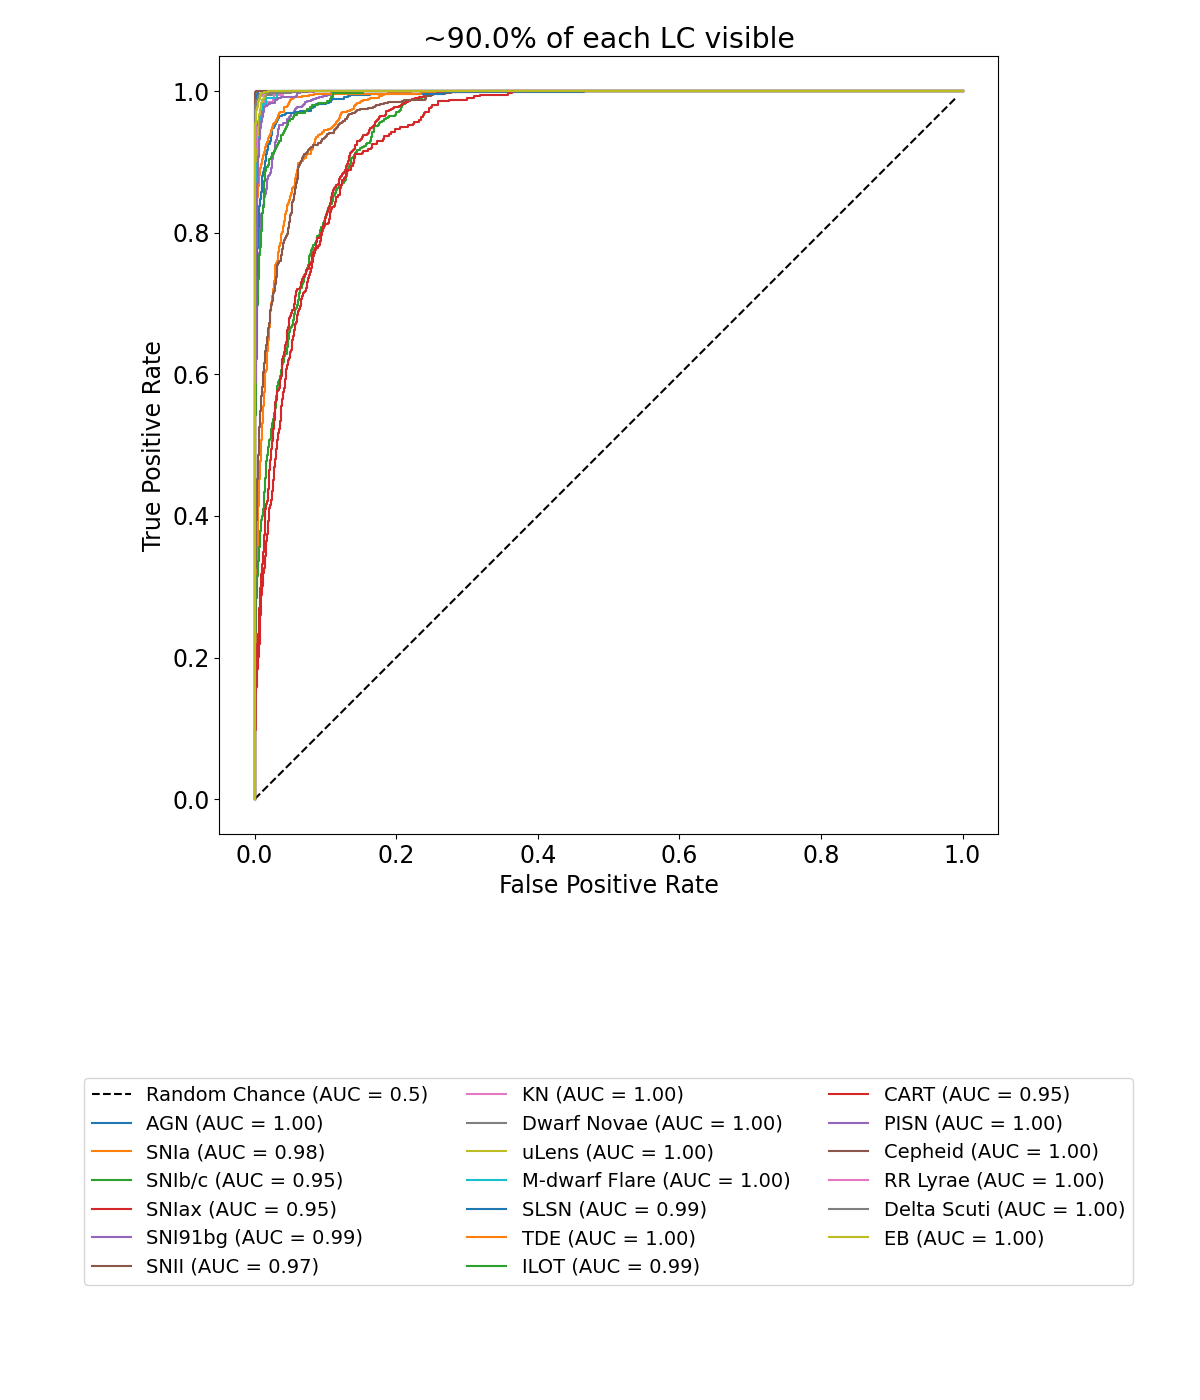 ~90.0% of each LC visible
1.0
0.8
0.6
0.4
0.2
0.0
True Positive Rate
0.0 0.2 0.4 0.6 0.8 1.0
False Positive Rate
Random Chance (AUC = 0.5)
AGN (AUC = 1.00)
SNIa (AUC = 0.98)
SNIb/c (AUC = 0.95)
SNIax (AUC = 0.95)
SNI91bg (AUC = 0.99)
SNII (AUC = 0.97)
KN (AUC = 1.00)
Dwarf Novae (AUC = 1.00)
uLens (AUC = 1.00)
M-dwarf Flare (AUC = 1.00)
SLSN (AUC = 0.99)
TDE (AUC = 1.00)
ILOT (AUC = 0.99)
CART (AUC = 0.95)
PISN (AUC = 1.00)
Cepheid (AUC = 1.00)
RR Lyrae (AUC = 1.00)
Delta Scuti (AUC = 1.00)
EB (AUC = 1.00)